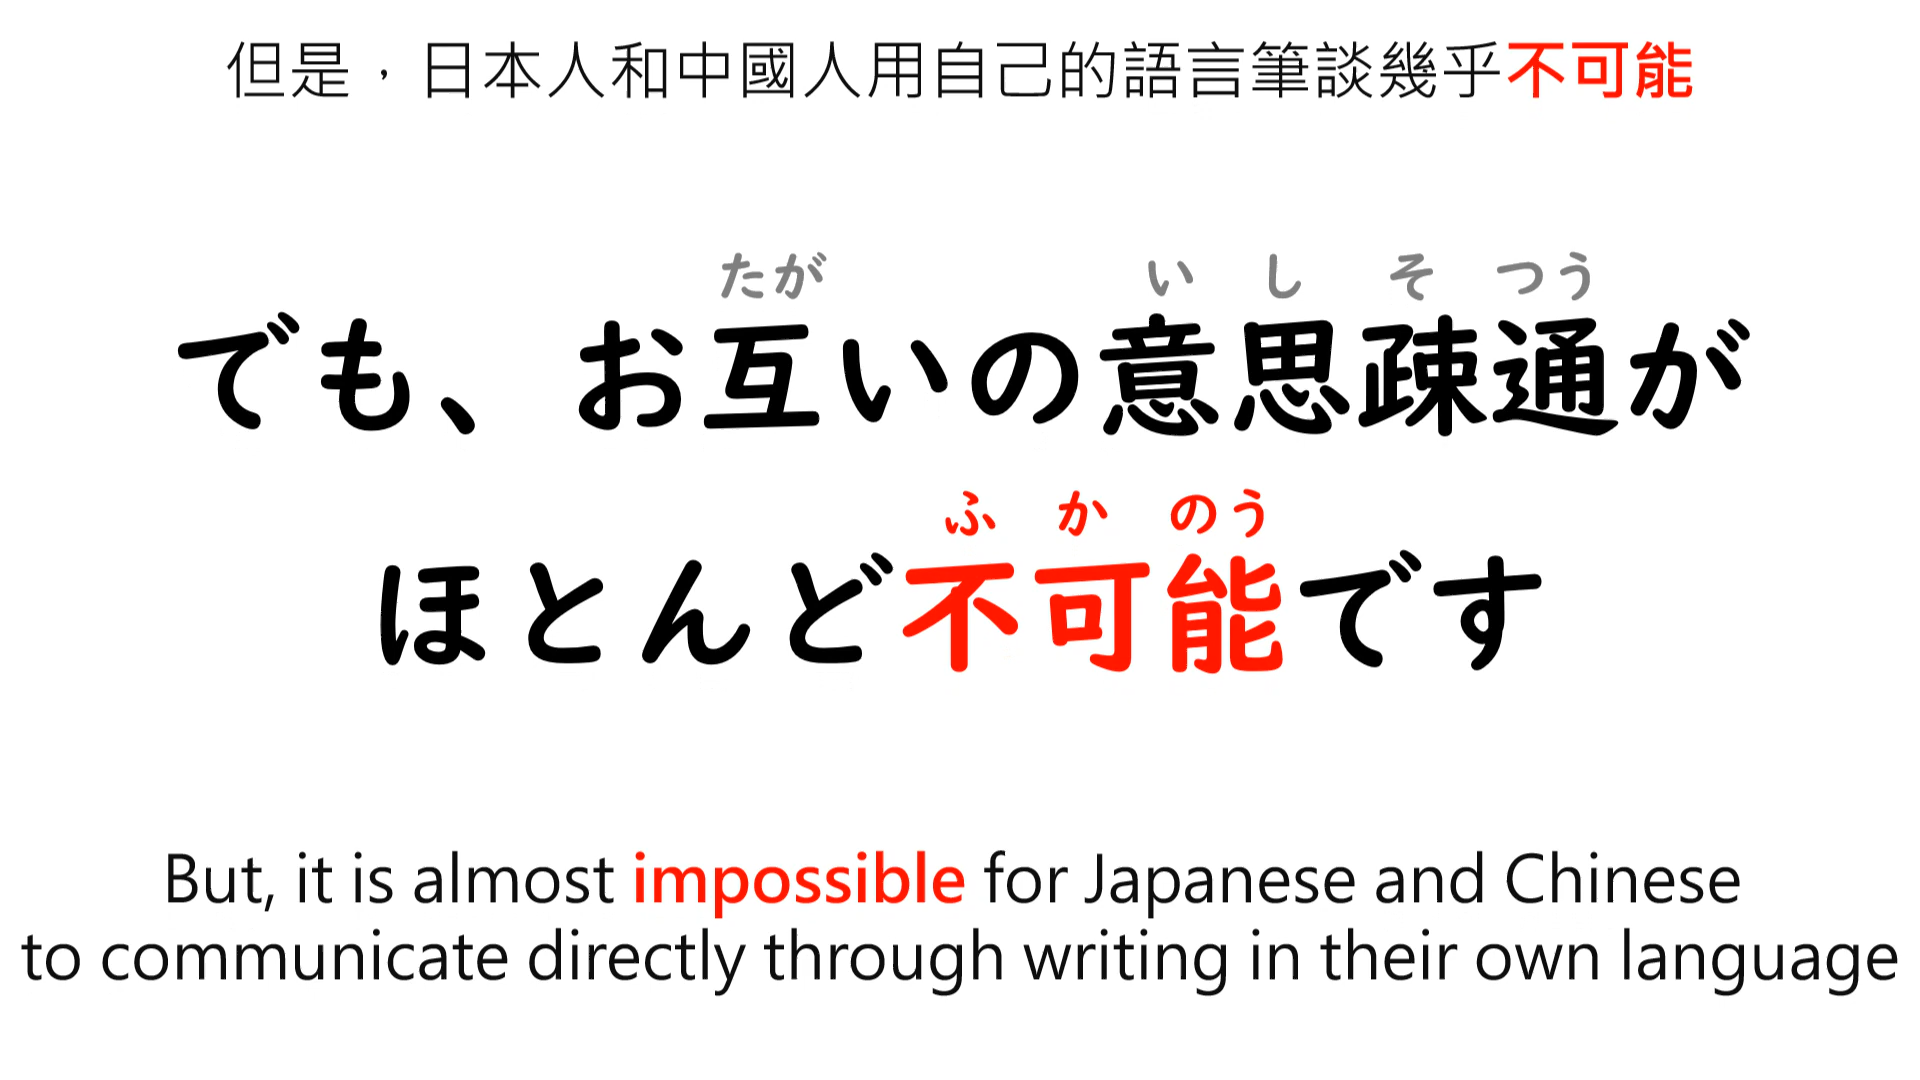 但是，日本人和中國人用自己的語言筆談幾乎不可能
たが い し そ つう
でも、お互いの意思疎通が
ふ か のう
ほとんど不可能です
But, it is almost impossible for Japanese and Chinese
to communicate directly through writing in their own language